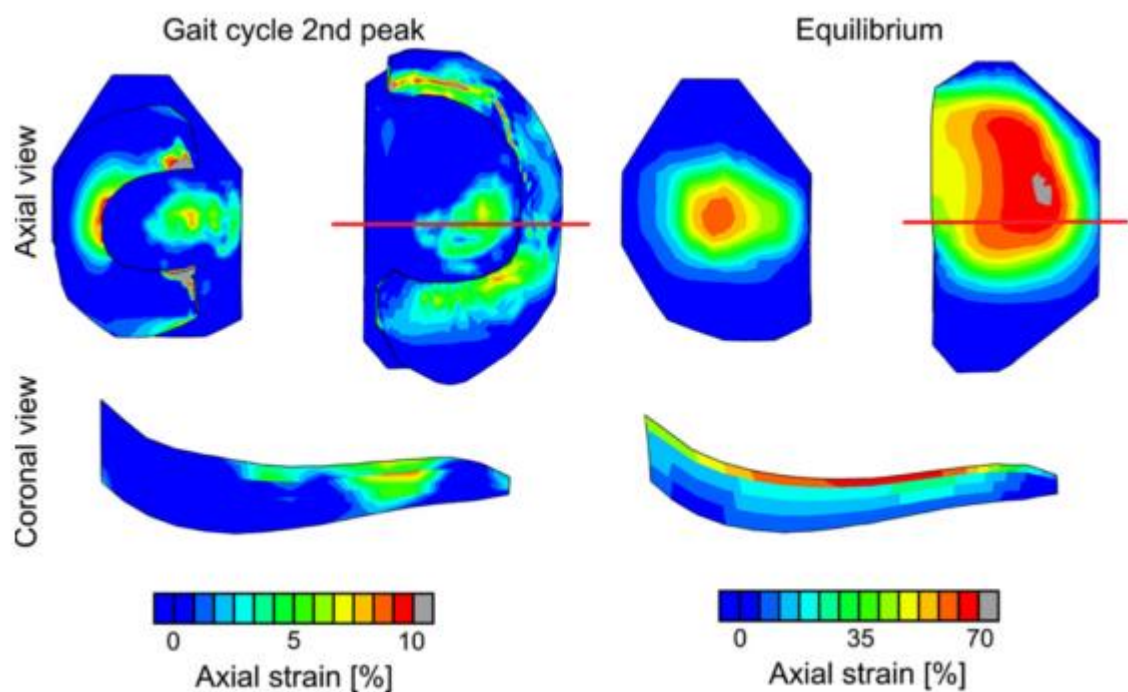 Gait cycle 2nd peak
Equilibrium
Axial view
Coronal view
0 5 10
Axial strain [%]
0 35 70
Axial strain [%]